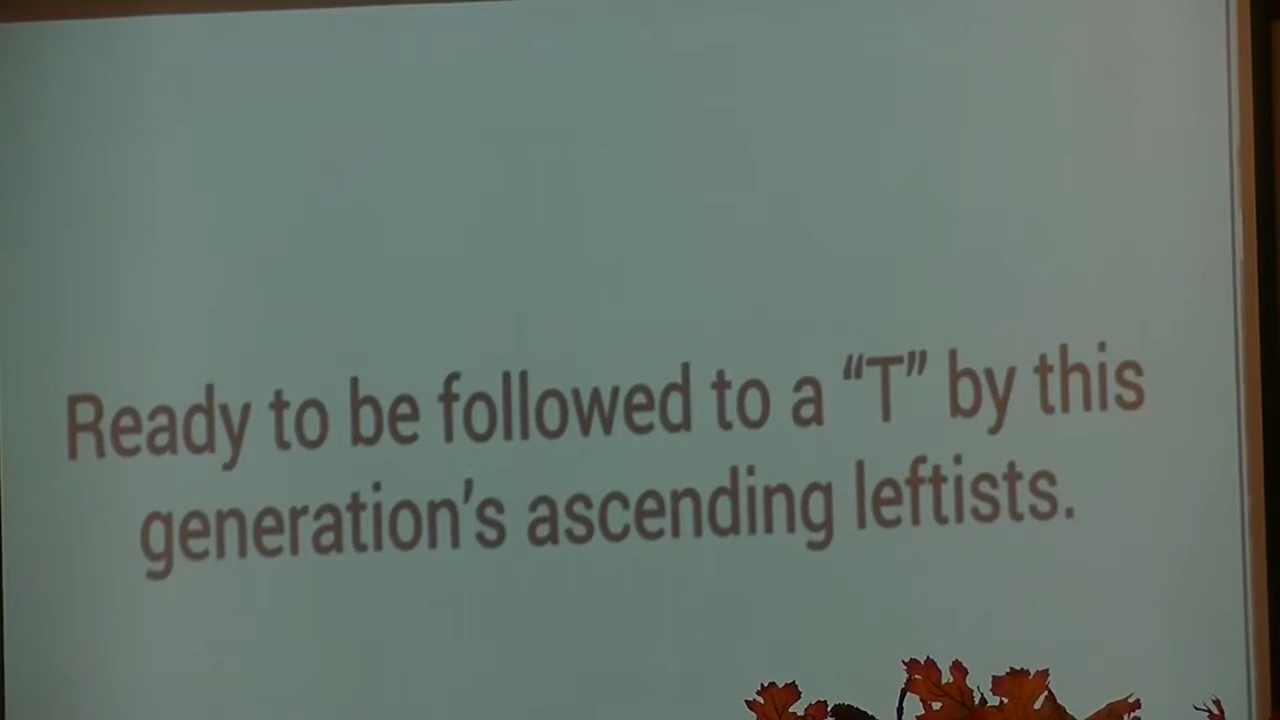 Ready to be followed to a “T” by this
generation’s ascending leftists.